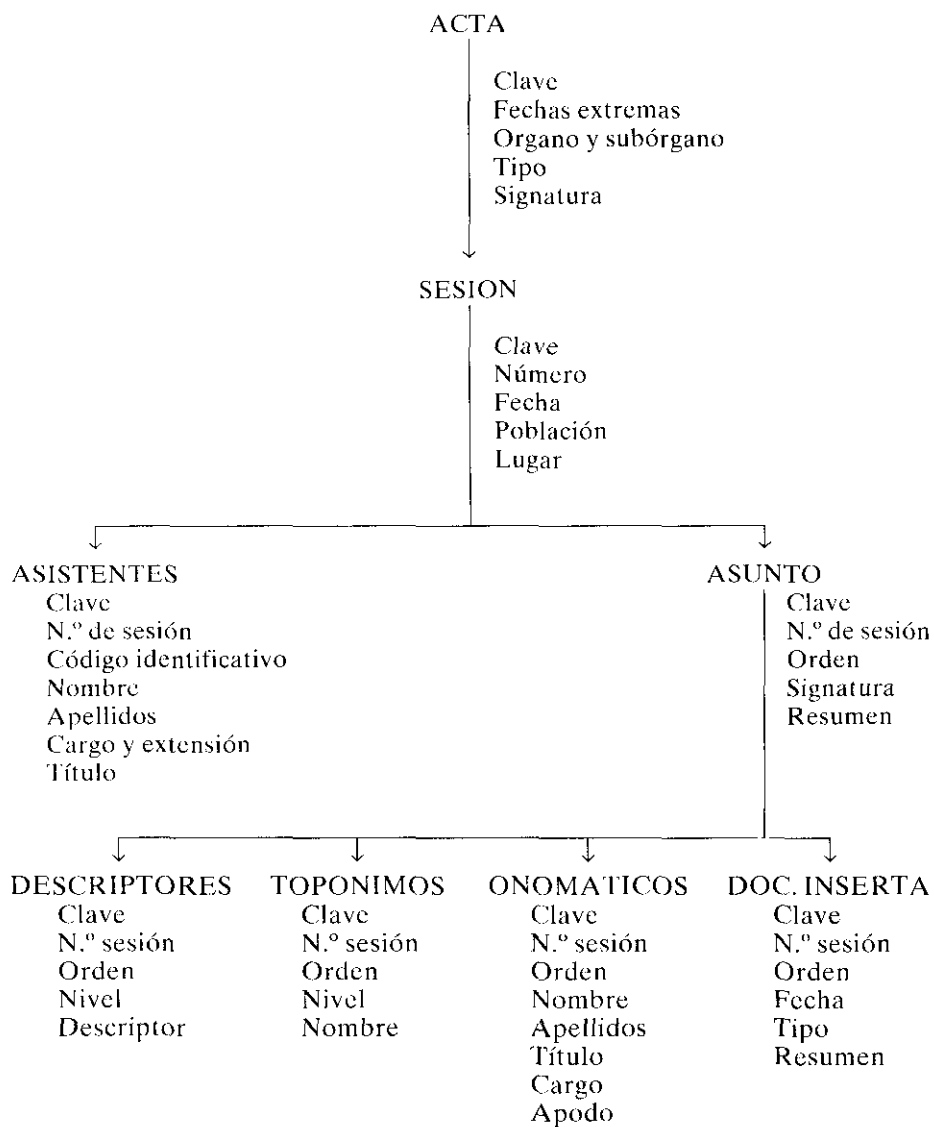 ACTA
Clave
Fechas extremas
Organo y subórgano
Tipo
Signatura
SESION
Clave
Número
Fecha
Población
Lugar
ASISTENTES
Clave
N.º de sesión
Código identificativo
Nombre
Apellidos
Cargo y extensión
Título
ASUNTO
Clave
N.º de sesión
Orden
Signatura
Resumen
DESCRIPTORES
Clave
N.º sesión
Orden
Nivel
Descriptor
TOPONIMOS
Clave
N.º sesión
Orden
Nivel
Nombre
ONOMATICOS
Clave
N.º sesión
Orden
Nombre
Apellidos
Título
Cargo
Apodo
DOC. INSERTA
Clave
N.º sesión
Orden
Fecha
Tipo
Resumen